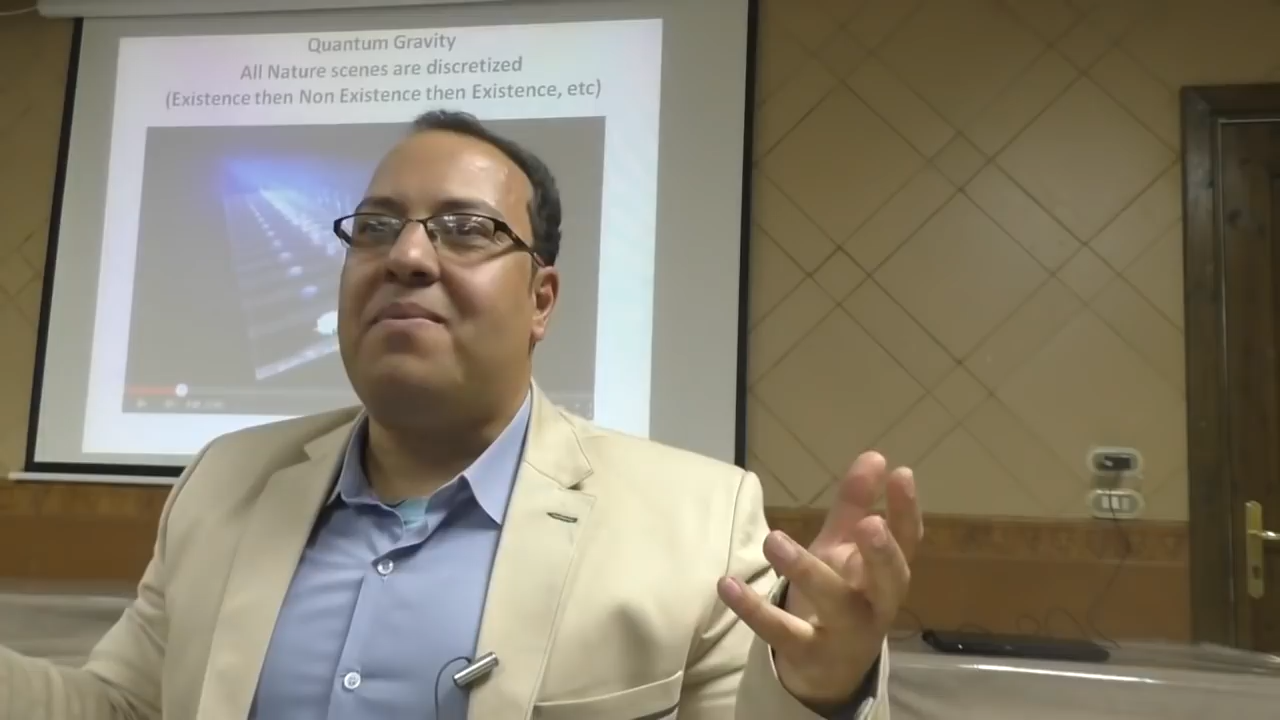 Quantum Gravity
All Nature scenes are discretized
(Existence then Non Existence then Existence, etc)